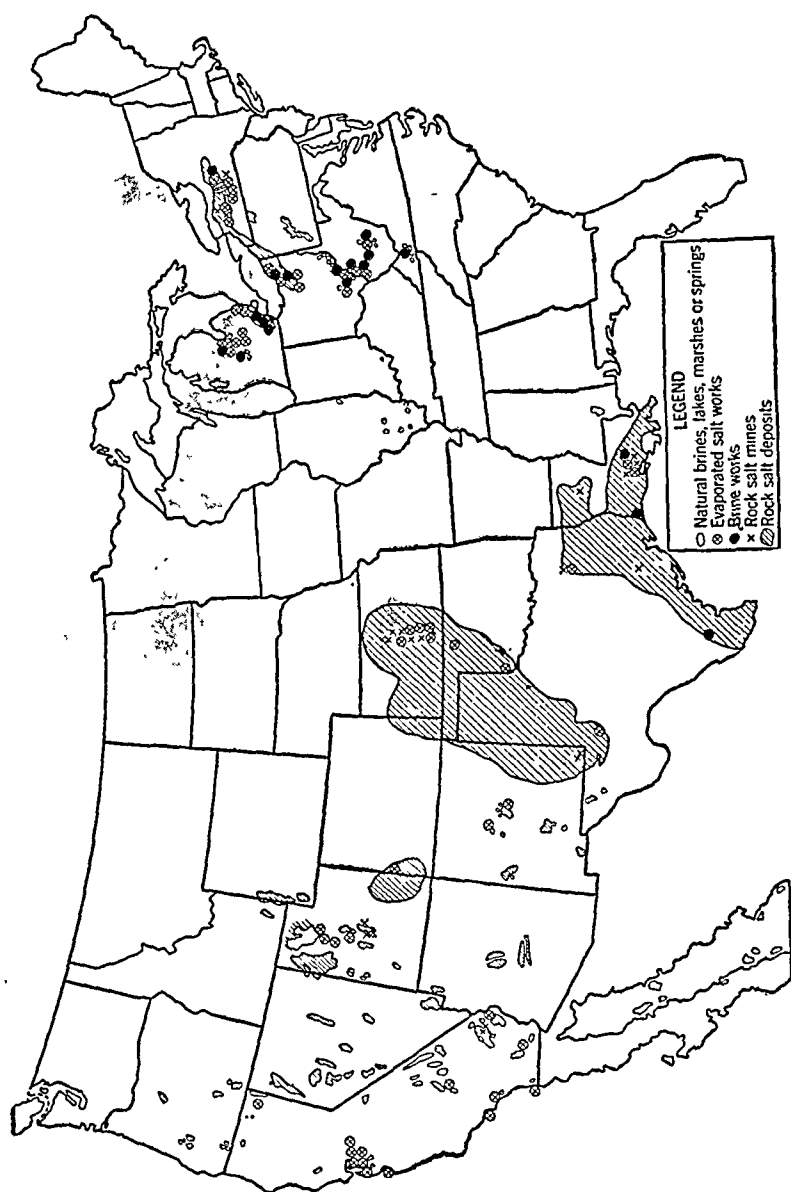 LEGEND
Natural brines, lakes, marshes or springs
Evaporated salt works
Brine works
Rock salt mines
Rock salt deposits